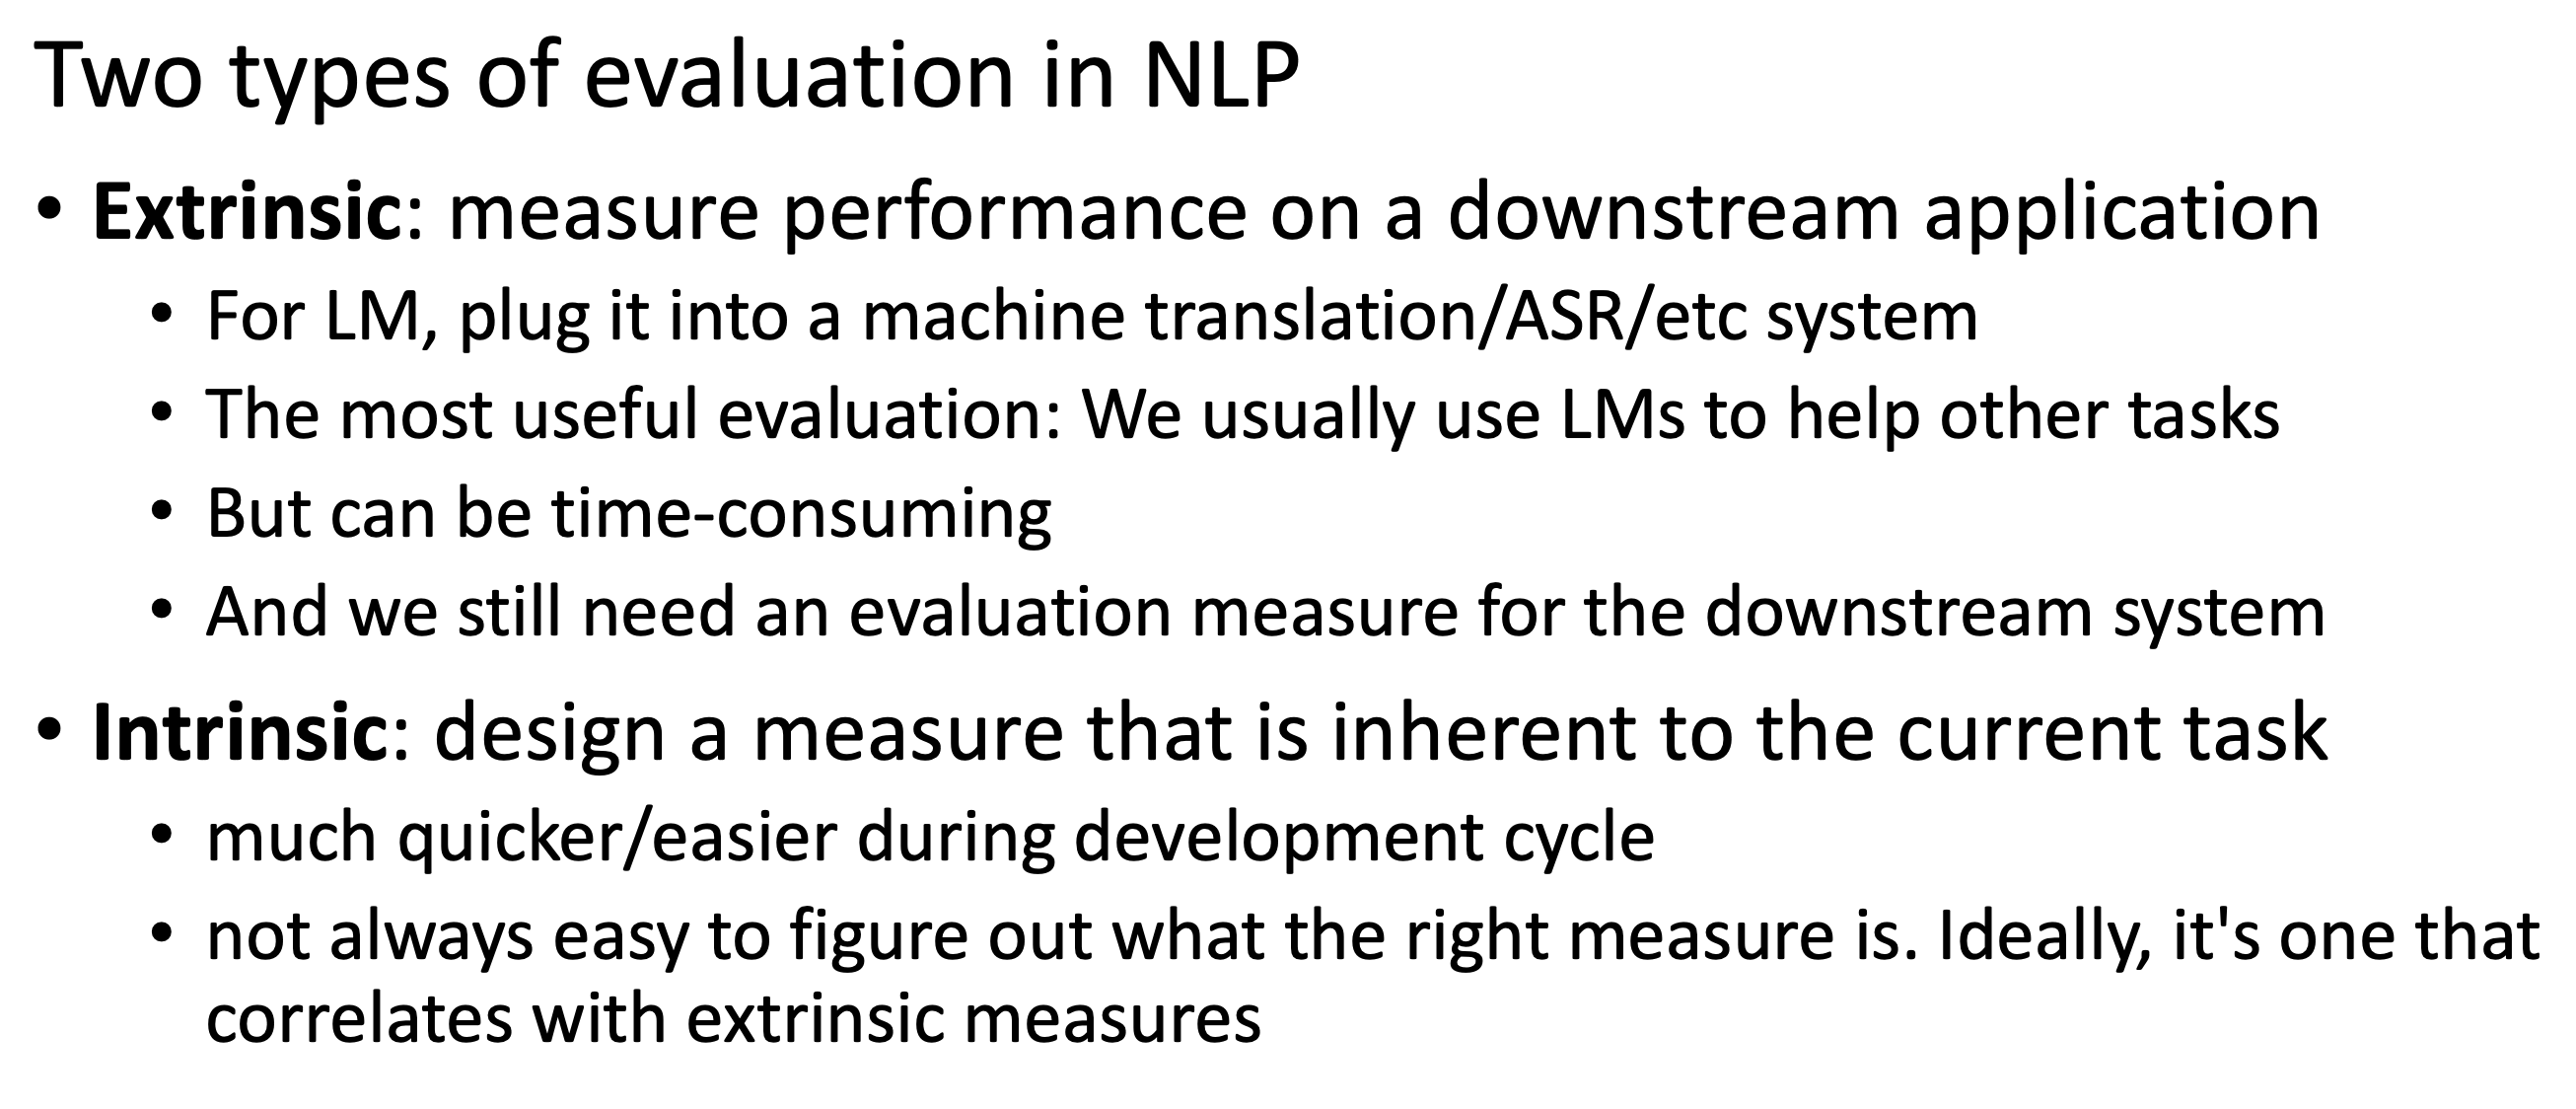 Two types of evaluation in NLP
• Extrinsic: measure performance on a downstream application
• For LM, plug it into a machine translation/ASR/etc system
• The most useful evaluation: We usually use LMs to help other tasks
• But can be time-consuming
• And we still need an evaluation measure for the downstream system
• Intrinsic: design a measure that is inherent to the current task
• much quicker/easier during development cycle
• not always easy to figure out what the right measure is. Ideally, it's one that
correlates with extrinsic measures